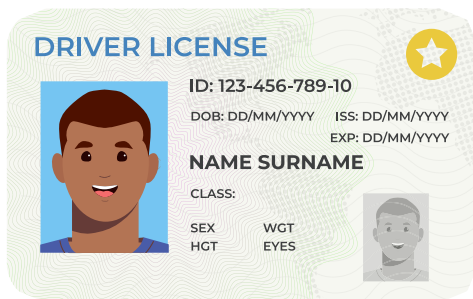 DRIVER LICENSE
ID: 123-456-789-10
DOB: DD/MM/YYYY ISS: DD/MM/YYYY
EXP: DD/MM/YYYY
NAME SURNAME
CLASS:
SEX WGT
HGT EYES